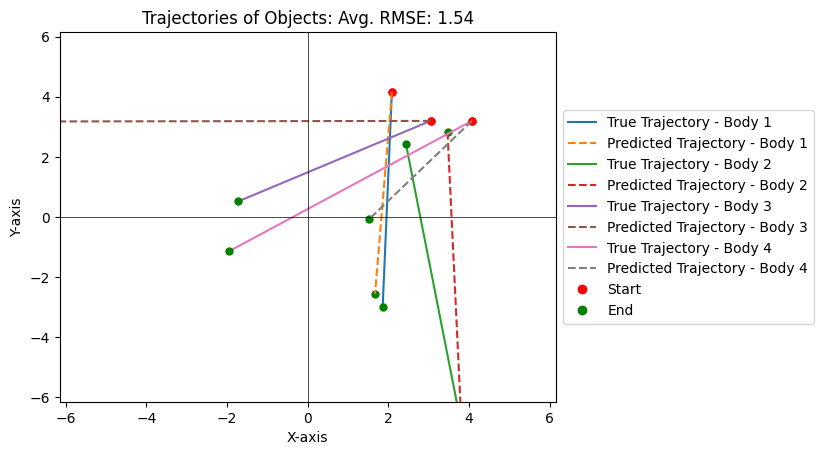 Trajectories of Objects: Avg. RMSE: 1.54
Y-axis
6
4
2
0
−2
−4
−6
−6
−4
−2
0
2
4
6
X-axis
True Trajectory - Body 1
Predicted Trajectory - Body 1
True Trajectory - Body 2
Predicted Trajectory - Body 2
True Trajectory - Body 3
Predicted Trajectory - Body 3
True Trajectory - Body 4
Predicted Trajectory - Body 4
Start
End